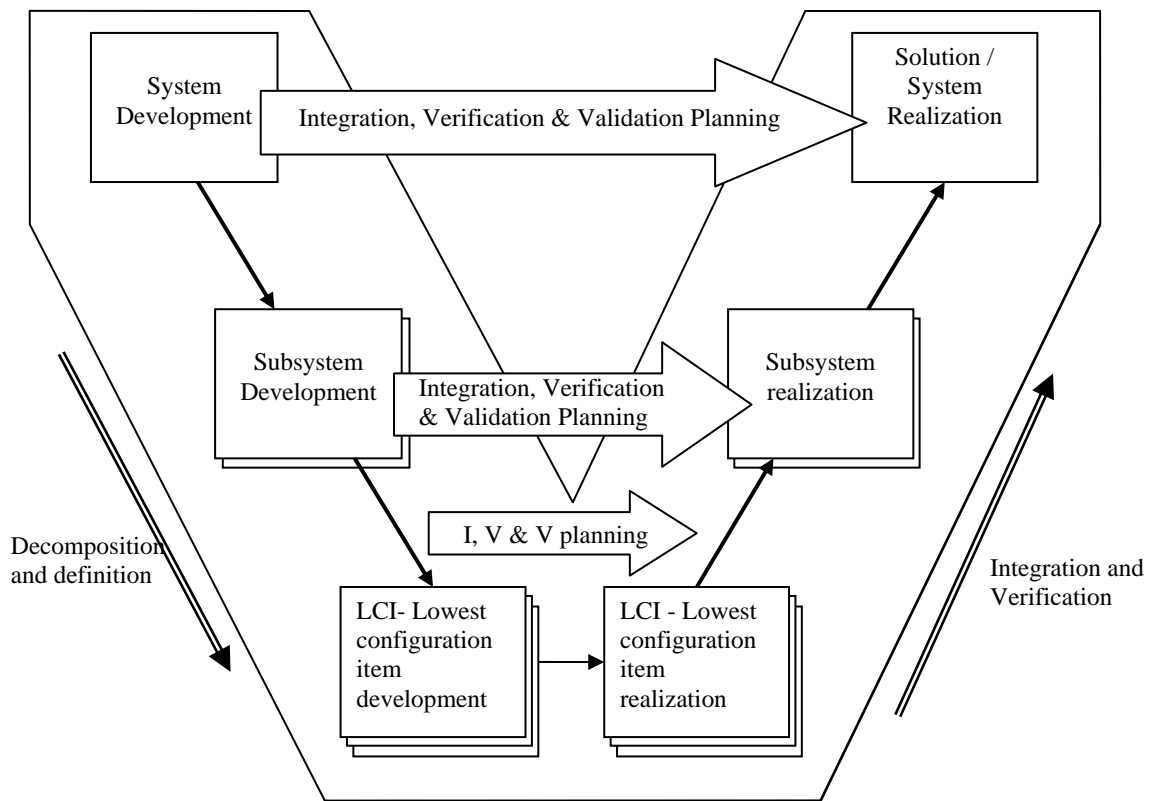 System
Development
Integration, Verification & Validation Planning
Solution /
System
Realization
Subsystem
Development
Integration, Verification
& Validation Planning
Subsystem
realization
I, V & V planning
Decomposition
and definition
Integration and
Verification
LCI- Lowest
configuration
item
development
LCI - Lowest
configuration
item
realization